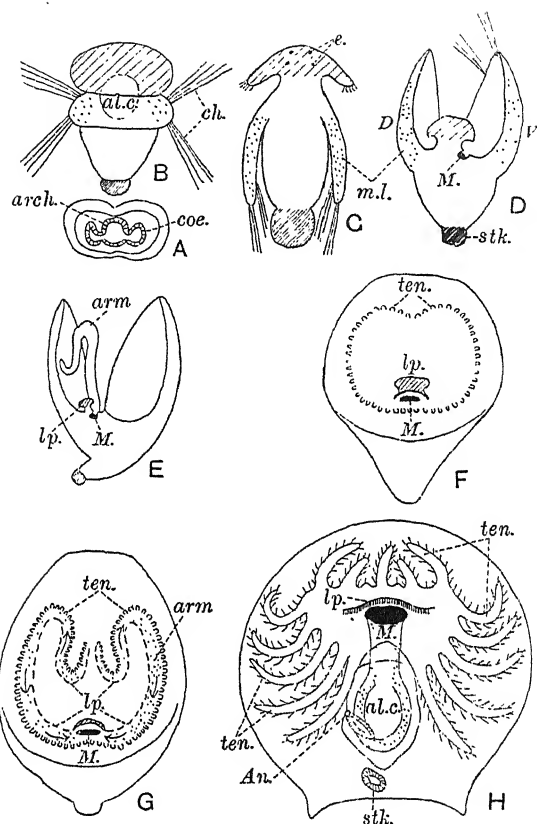 al.c.
ch.
B
arch.
coe.
A
e.
m.l.
C
D
V
M.
D
stk.
arm
lp.
M.
E
ten.
lp.
M.
F
ten.
arm
lp.
M.
G
ten.
lp.
M.
al.c.
ten.
An.
stk.
H